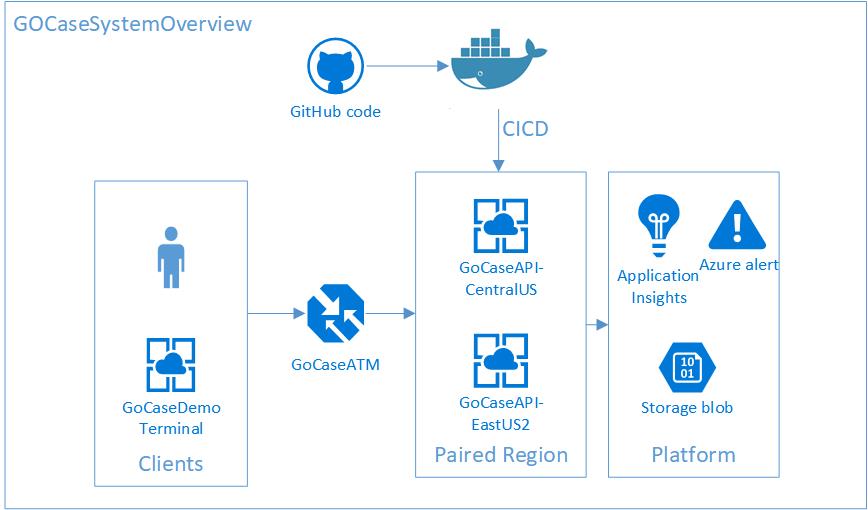 GOCaseSystemOverview
GitHub code
CICD
GoCaseDemo
Terminal
Clients
GoCaseATM
GoCaseAPI-
CentralUS
GoCaseAPI-
EastUS2
Paired Region
Application
Insights
Azure alert
10
01
Storage blob
Platform